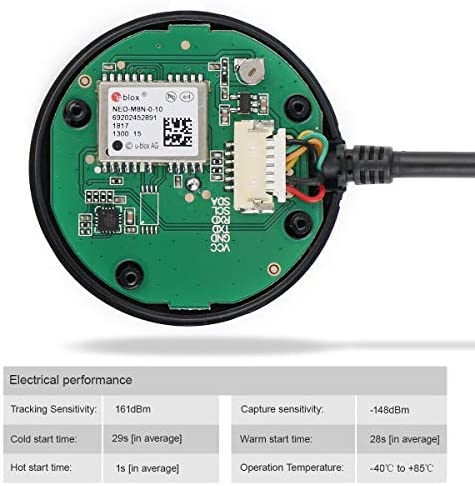 ublox
NEO-M8N-0-10
69202452891
1817
1300 15
© u-blox AG
VCC
GND
TXD
RXD
SCL
SDA
Electrical performance
Tracking Sensitivity: 161dBm
Capture sensitivity: -148dBm
Cold start time: 29s [in average]
Warm start time: 28s [in average]
Hot start time: 1s [in average]
Operation Temperature: -40℃ to +85℃